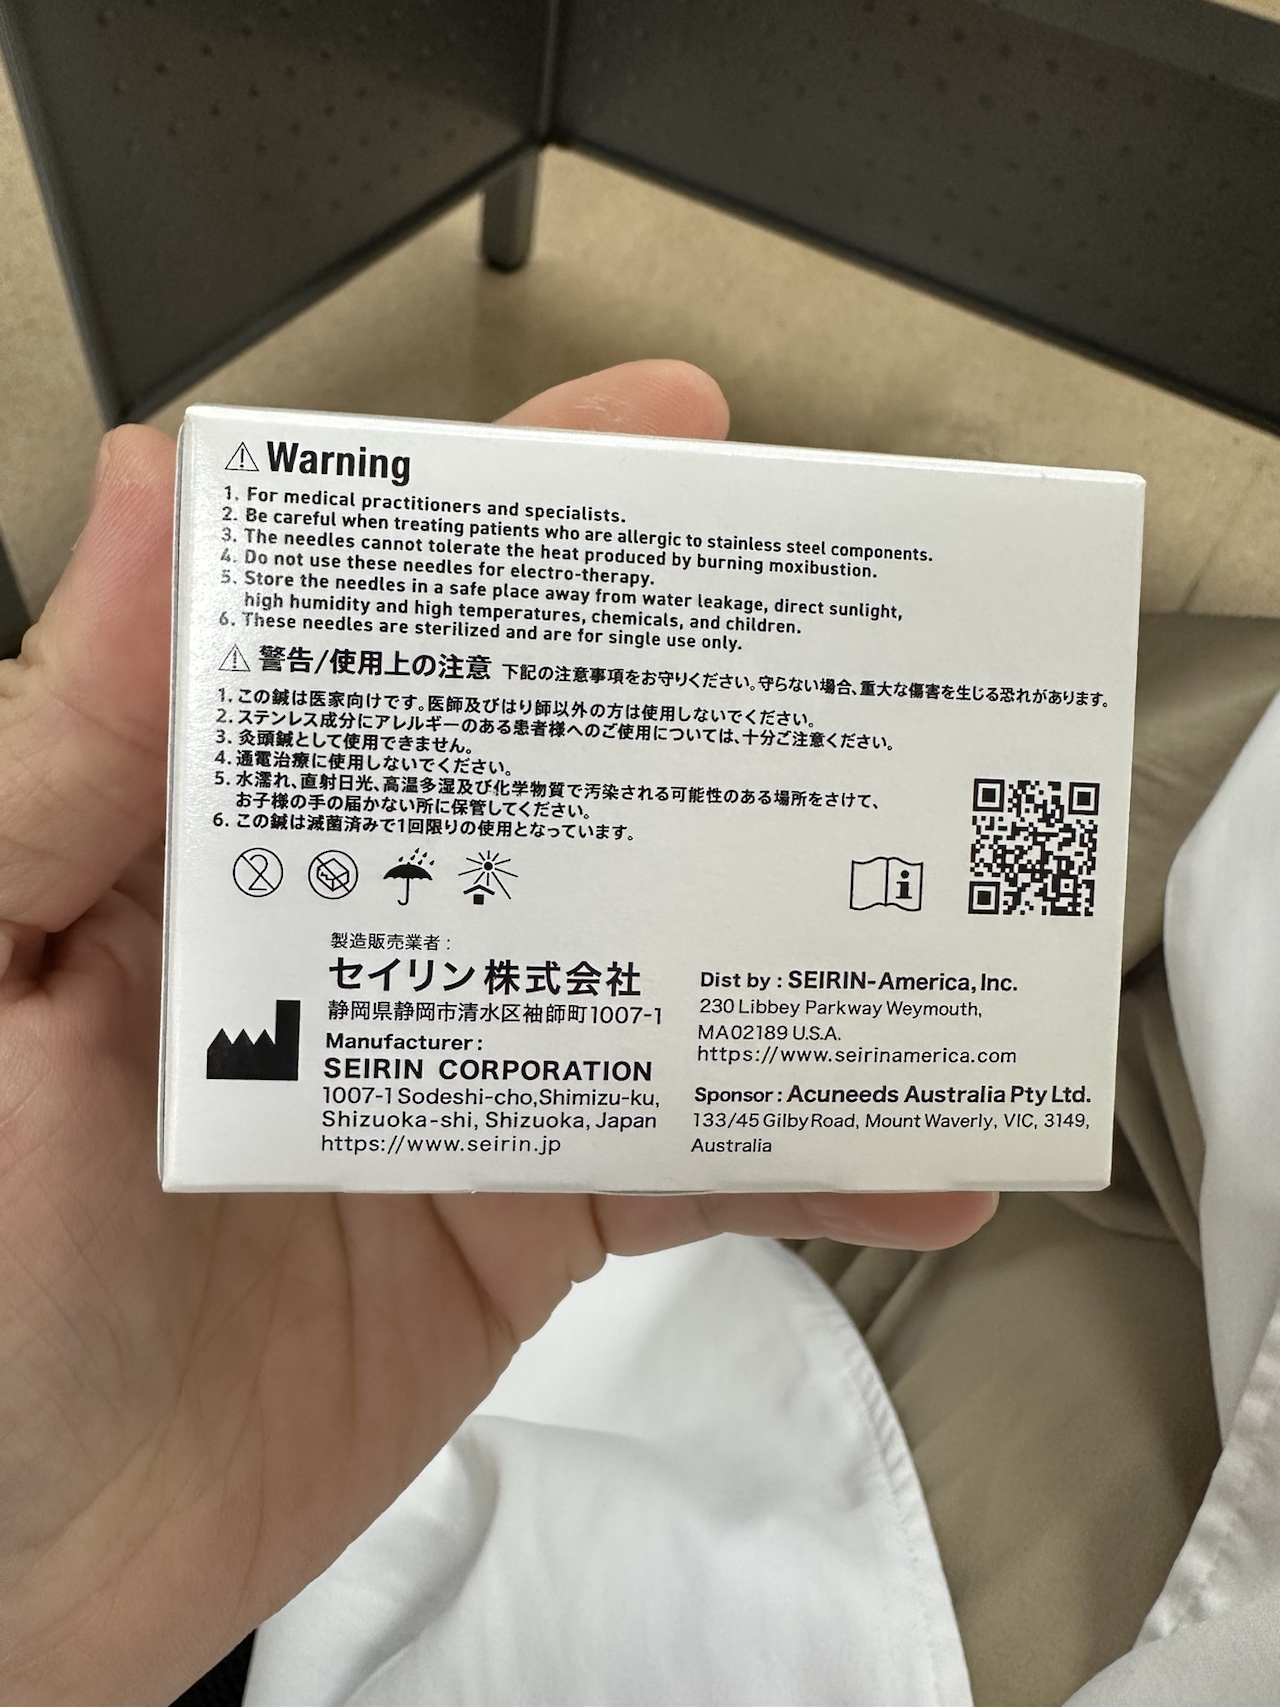 Warning
1. For medical practitioners and specialists.
2. Be careful when treating patients who are allergic to stainless steel components.
3. The needles cannot tolerate the heat produced by burning moxibustion.
4. Do not use these needles for electro-therapy.
5. Store the needles in a safe place away from water leakage, direct sunlight,
high humidity and high temperatures, chemicals, and children.
6. These needles are sterilized and are for single use only.
警告/使用上の注意 下記の注意事項をお守りください。守らない場合、重大な傷害を生じる恐れがあります。
1. この鍼は医家向けです。医師及びはり師以外の方は使用しないでください。
2. ステンレス成分にアレルギーのある患者様へのご使用については、十分ご注意ください。
3. 灸頭鍼として使用できません。
4. 通電治療に使用しないでください。
5. 水濡れ、直射日光、高温多湿及び化学物質で汚染される可能性のある場所をさけて、
お子様の手の届かない所に保管してください。
6. この鍼は滅菌済みで1回限りの使用となっています。
2
i
製造販売業者:
セイリン株式会社
静岡県静岡市清水区袖師町1007-1
Manufacturer:
SEIRIN CORPORATION
1007-1 Sodeshi-cho, Shimizu-ku,
Shizuoka-shi, Shizuoka, Japan
https://www.seirin.jp
Dist by : SEIRIN-America, Inc.
230 Libbey Parkway Weymouth,
MA02189 U.S.A.
https://www.seirinamerica.com
Sponsor : Acuneeds Australia Pty Ltd.
133/45 Gilby Road, Mount Waverly, VIC, 3149,
Australia